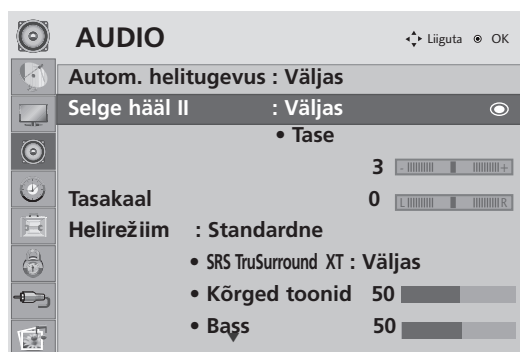 AUDIO
Liiguta OK
Autom. helitugevus : Väljas
Selge hääl II : Väljas
• Tase
3 - +
Tasakaal 0 L R
Helirežiim : Standardne
• SRS TruSurround XT : Väljas
• Kõrged toonid 50
• Bass 50